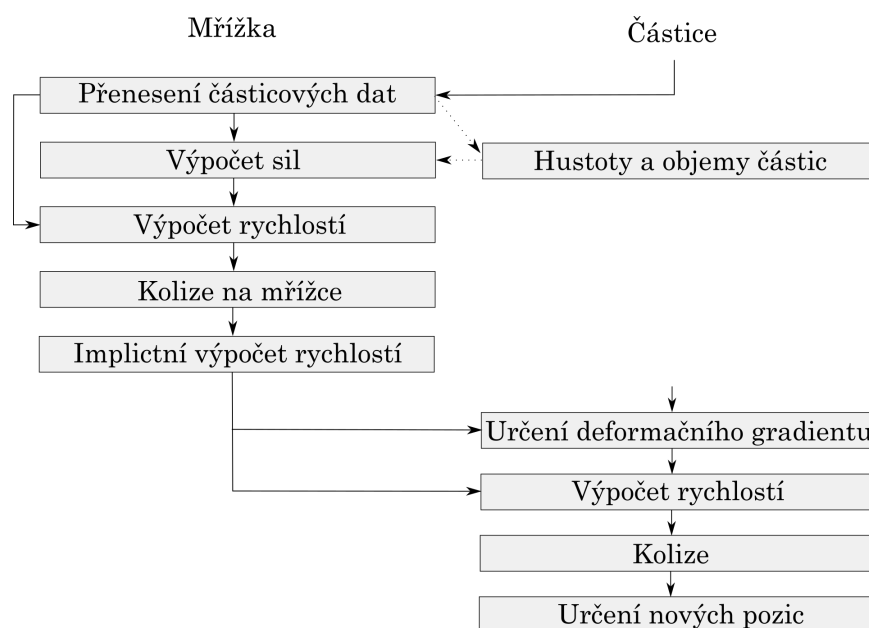 Mřížka
Částice
Přenesení částicových dat
Výpočet sil
Hustoty a objemy částic
Výpočet rychlostí
Kolize na mřížce
Implictní výpočet rychlostí
Určení deformačního gradientu
Výpočet rychlostí
Kolize
Určení nových pozic